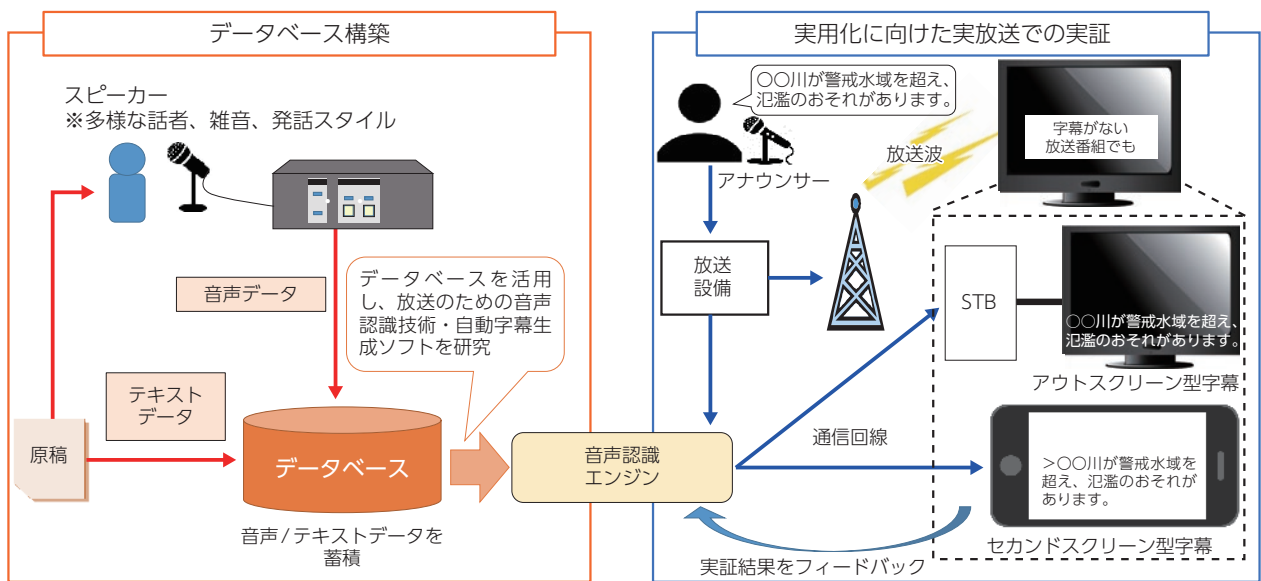 データベース構築
スピーカー
※多様な話者、雑音、発話スタイル
音声データ
データベースを活用
し、放送のための音声
認識技術・自動字幕生
成ソフトを研究
テキスト
データ
原稿
データベース
音声/テキストデータを
蓄積
音声認識
エンジン
実用化に向けた実放送での実証
○○川が警戒水域を超え、
氾濫のおそれがあります。
アナウンサー
放送波
字幕がない
放送番組でも
放送
設備
STB
○○川が警戒水域を超え、
氾濫のおそれがあります。
アウトスクリーン型字幕
通信回線
>○○川が警戒水域を
超え、氾濫のおそれが
あります。
セカンドスクリーン型字幕
実証結果をフィードバック